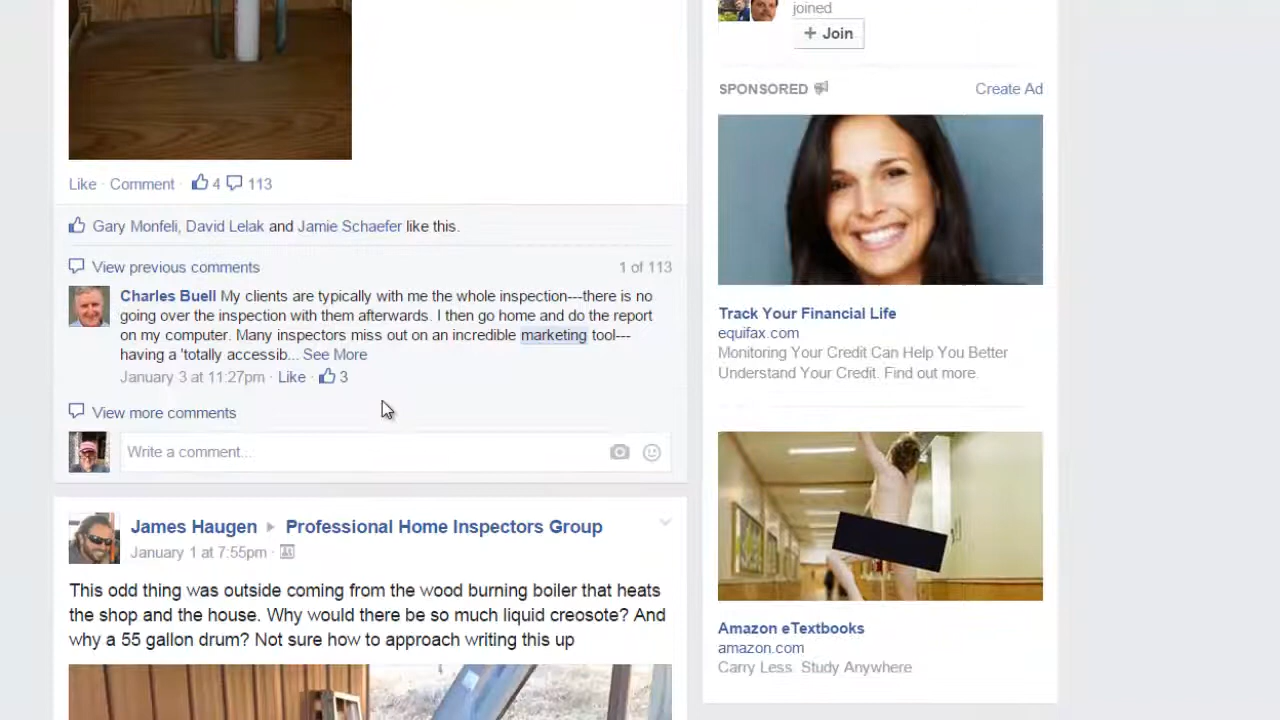 joined
+ Join
SPONSORED
Create Ad
Like · Comment · 4 113
Gary Monfeli, David Lelak and Jamie Schaefer like this.
View previous comments
1 of 113
Charles Buell My clients are typically with me the whole inspection---there is no
going over the inspection with them afterwards. I then go home and do the report
on my computer. Many inspectors miss out on an incredible marketing tool---
having a 'totally accessib... See More
January 3 at 11:27pm · Like · 3
View more comments
Write a comment...
James Haugen ▸ Professional Home Inspectors Group
January 1 at 7:55pm ·
This odd thing was outside coming from the wood burning boiler that heats
the shop and the house. Why would there be so much liquid creosote? And
why a 55 gallon drum? Not sure how to approach writing this up
Track Your Financial Life
equifax.com
Monitoring Your Credit Can Help You Better
Understand Your Credit. Find out more.
Amazon eTextbooks
amazon.com
Carry Less. Study Anywhere